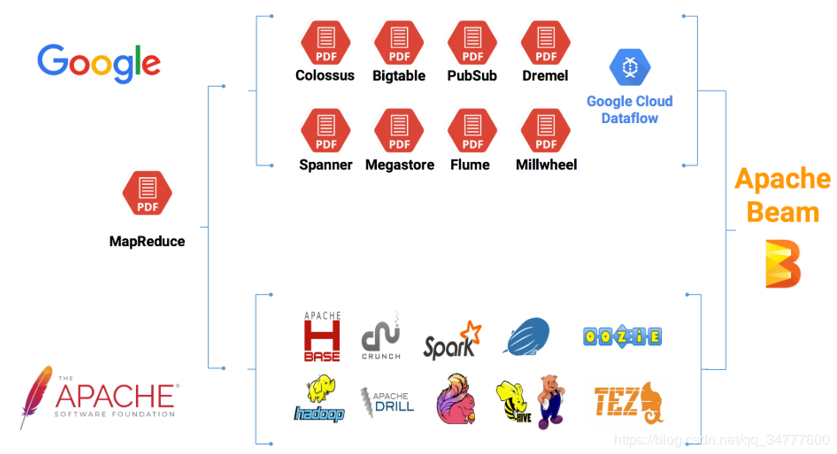 Google
PDF
PDF
PDF
PDF
Colossus
Bigtable
PubSub
Dremel
Google Cloud
Dataflow
PDF
PDF
PDF
PDF
Spanner
Megastore
Flume
Millwheel
PDF
MapReduce
Apache
Beam
APACHE
H
BASE
CRUNCH
Spark
OOZIE
THE
APACHE®
SOFTWARE FOUNDATION
hadoop
APACHE
DRILL
HIVE
TEZ
https://blog.csdn.net/qq_34777600